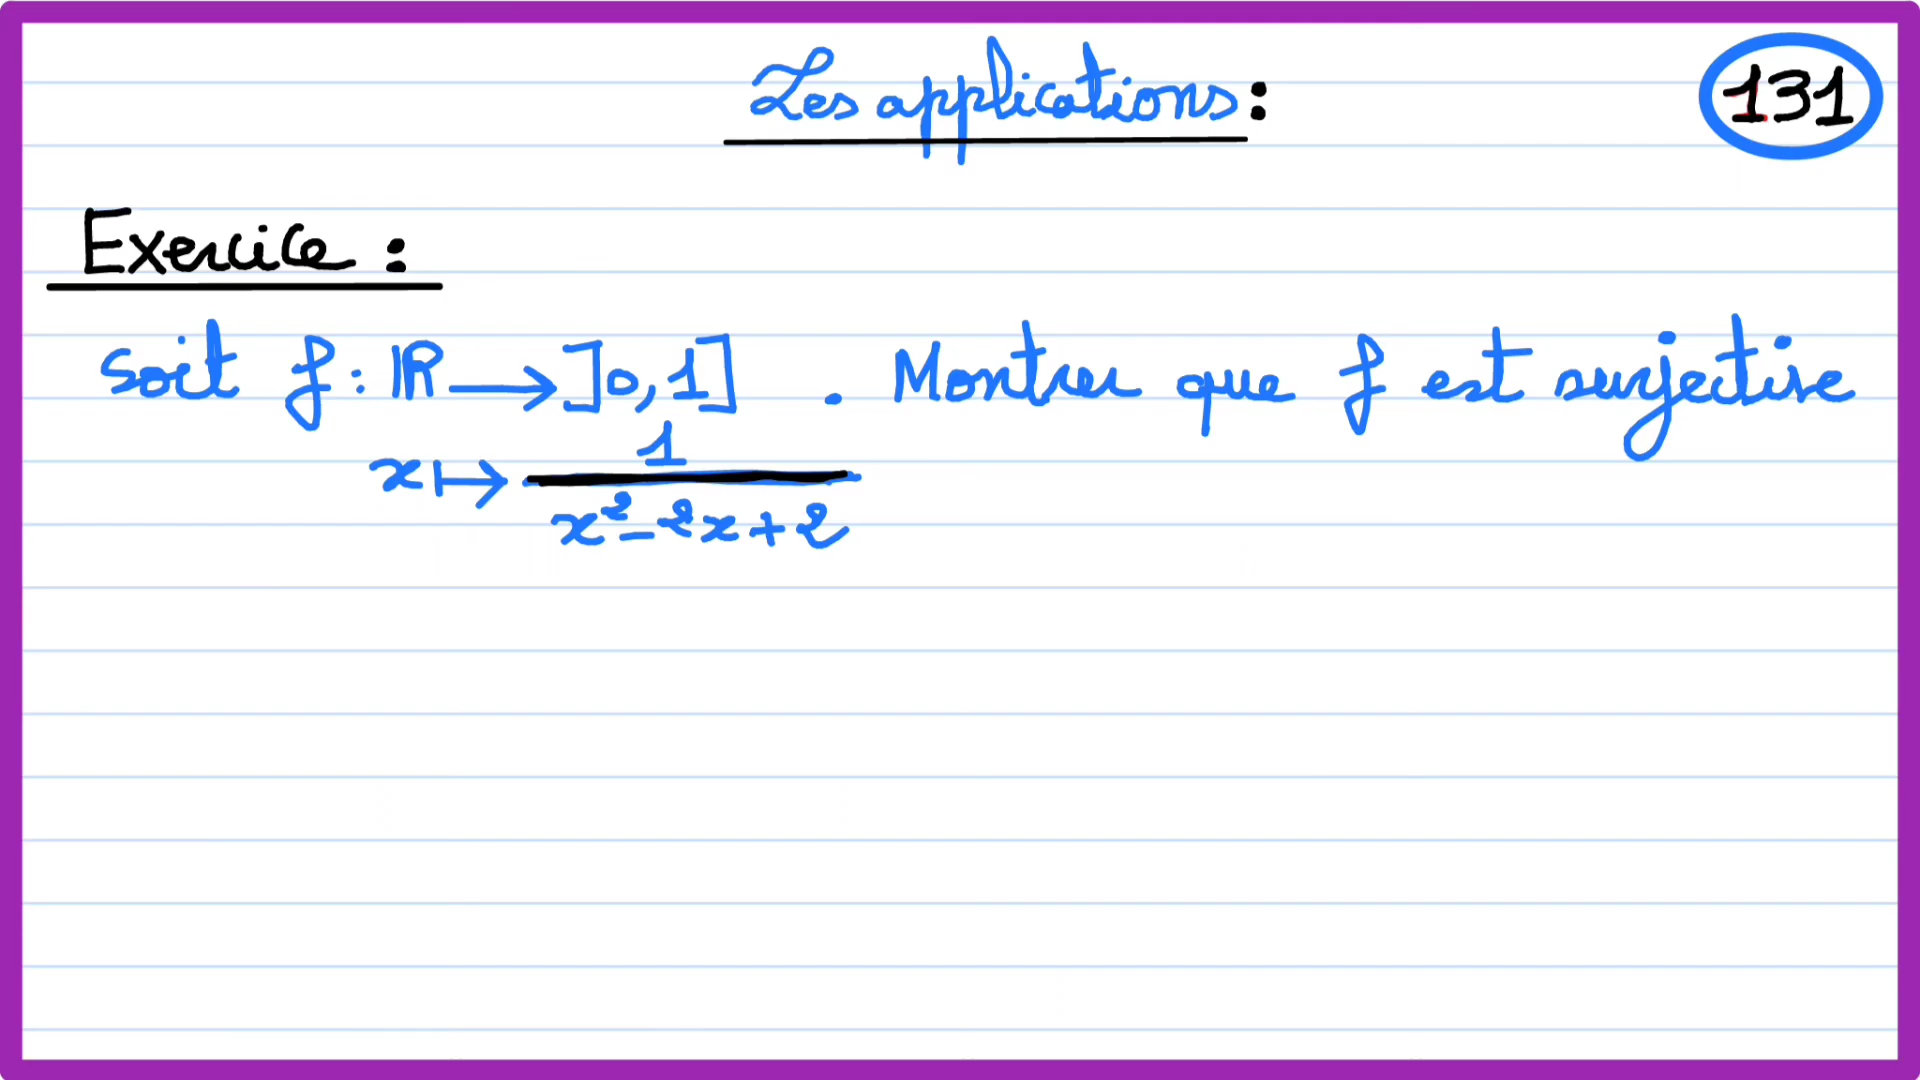 Les applications:
131
Exercice:
Soit f: ℝ → ]0,1] . Montrer que f est surjective
x ↦ 1/(x²-2x+2)